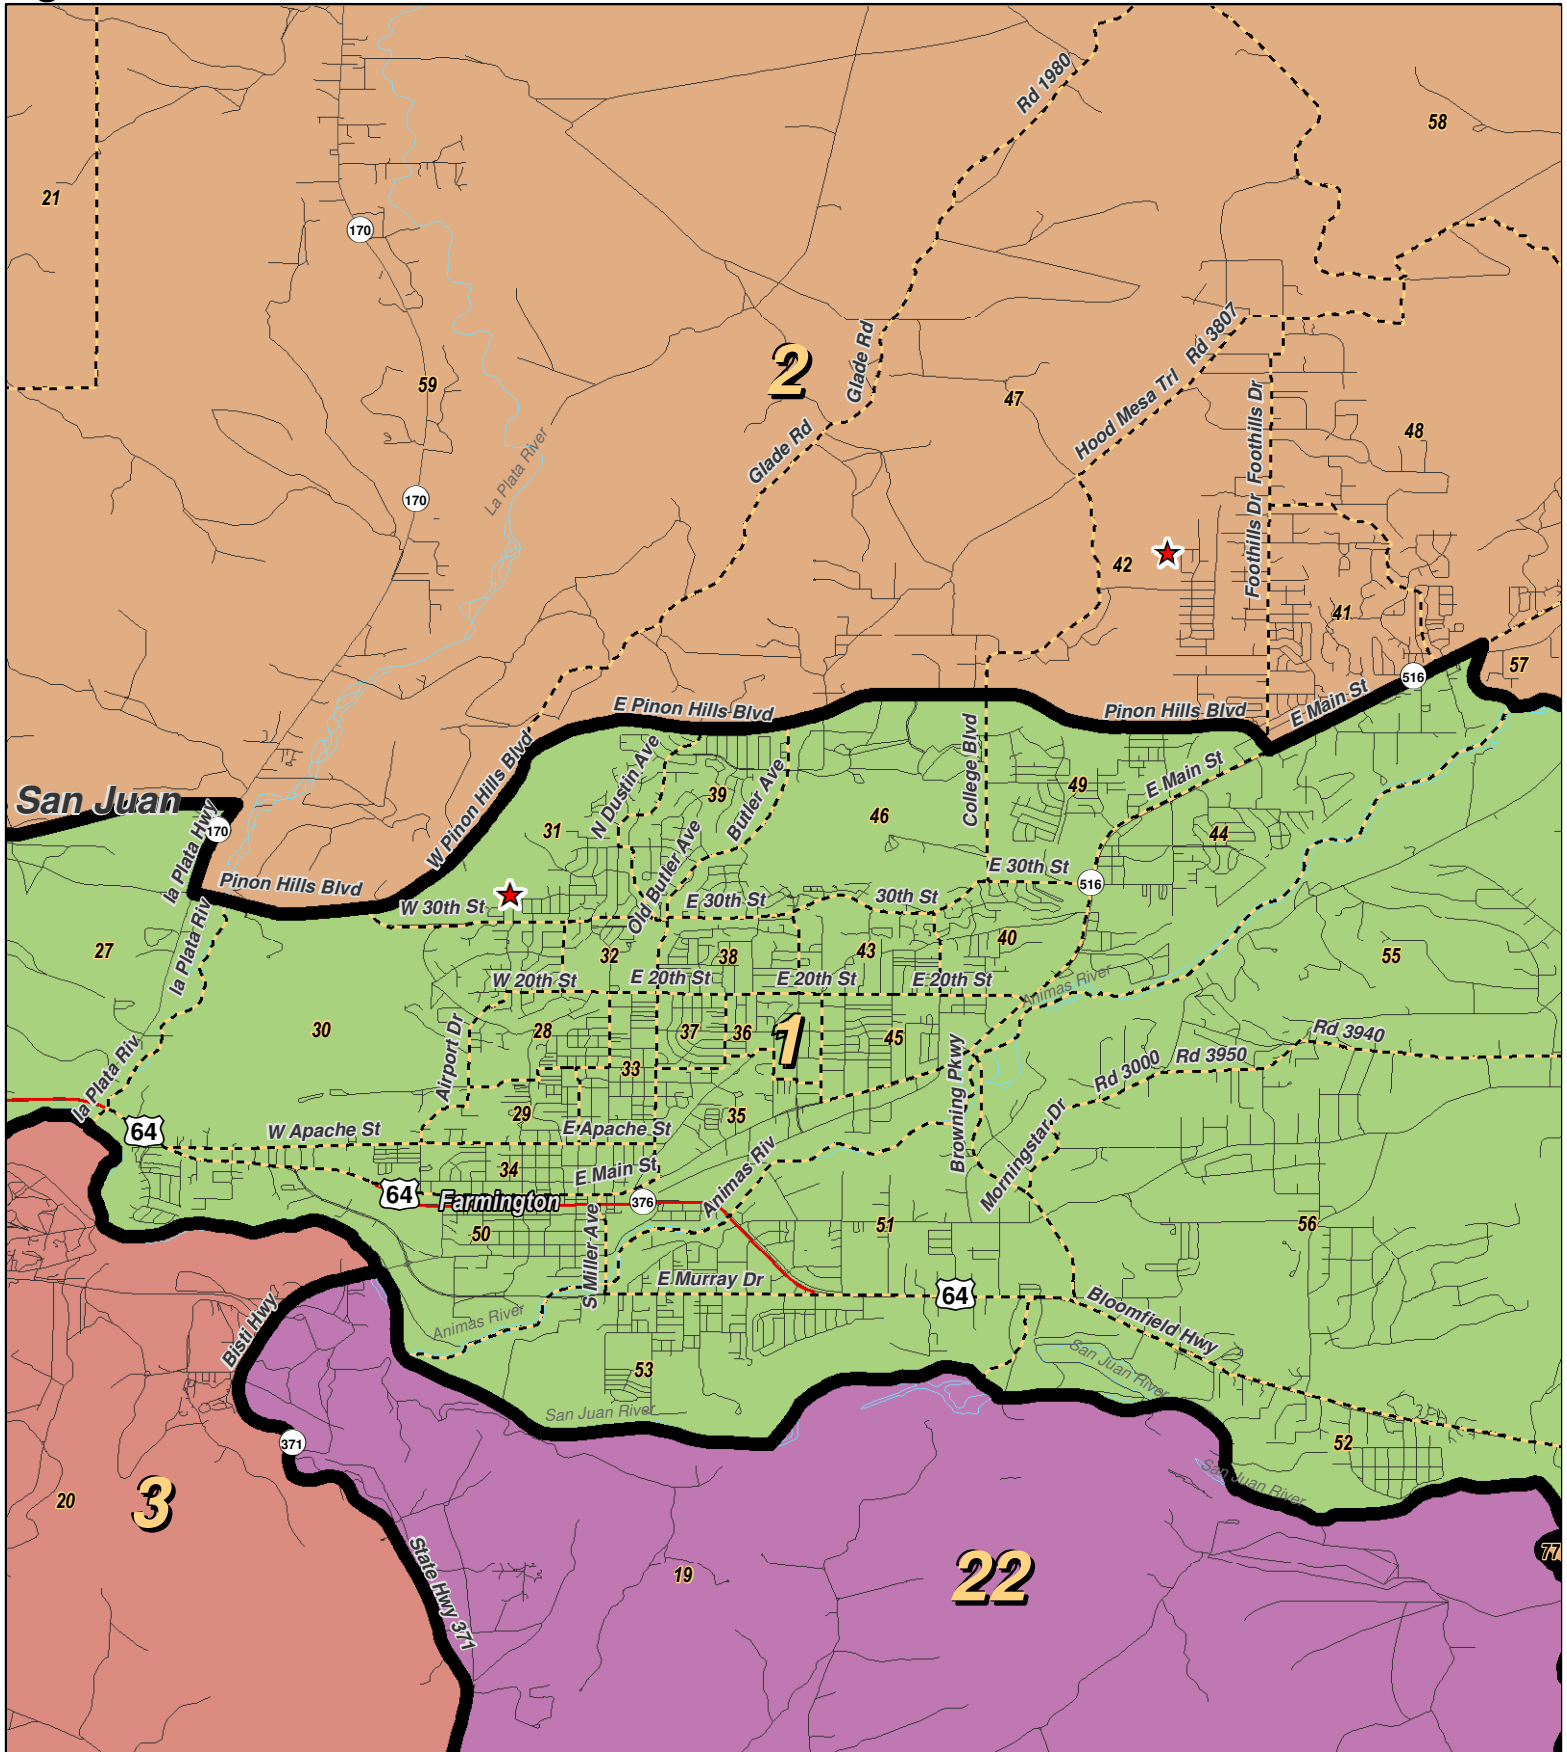 Rd 1980
58
21
170
Glade Rd
Rd 3807
2
59
47
Hood Mesa Trl
Foothills Dr
48
Glade Rd
La Plata River
170
Foothills Dr
42
41
57
516
E Pinon Hills Blvd
Pinon Hills Blvd
E Main St
W Pinon Hills Blvd
N Dustin Ave
College Blvd
San Juan
170
la Plata Hwy
39
Butler Ave
46
49
E Main St
31
44
Old Butler Ave
E 30th St
516
Pinon Hills Blvd
W 30th St
E 30th St
30th St
27
la Plata Riv
32
38
43
40
55
W 20th St
E 20th St
E 20th St
E 20th St
Animas River
30
28
37
36
1
45
Rd 3940
Airport Dr
33
Browning Pkwy
Rd 3000
Rd 3950
la Plata Riv
29
35
64
W Apache St
E Apache St
Morningstar Dr
34
E Main St
Animas Riv
64
Farmington
376
50
S Miller Ave
51
56
E Murray Dr
64
Bloomfield Hwy
Bisti Hwy
Animas River
San Juan River
53
San Juan River
371
52
San Juan River
20
3
State Hwy 371
19
22
77